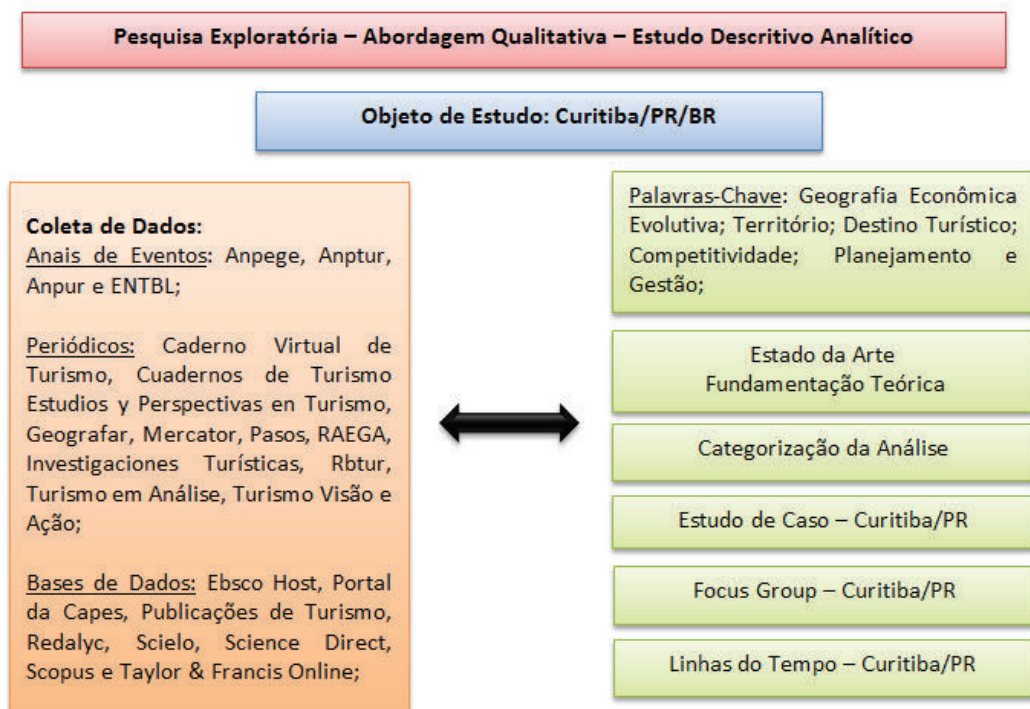 Pesquisa Exploratória – Abordagem Qualitativa – Estudo Descritivo Analítico
Objeto de Estudo: Curitiba/PR/BR
Coleta de Dados:
Anais de Eventos: Anpege, Anptur,
Anpur e ENTBL;
Periódicos: Caderno Virtual de
Turismo, Cuadernos de Turismo
Estudios y Perspectivas en Turismo,
Geografar, Mercator, Pasos, RAEGA,
Investigaciones Turísticas, Rbtur,
Turismo em Análise, Turismo Visão e
Ação;
Bases de Dados: Ebsco Host, Portal
da Capes, Publicações de Turismo,
Redalyc, Scielo, Science Direct,
Scopus e Taylor & Francis Online;
Palavras-Chave: Geografia Econômica
Evolutiva; Território; Destino Turístico;
Competitividade; Planejamento e
Gestão;
Estado da Arte
Fundamentação Teórica
Categorização da Análise
Estudo de Caso – Curitiba/PR
Focus Group – Curitiba/PR
Linhas do Tempo – Curitiba/PR